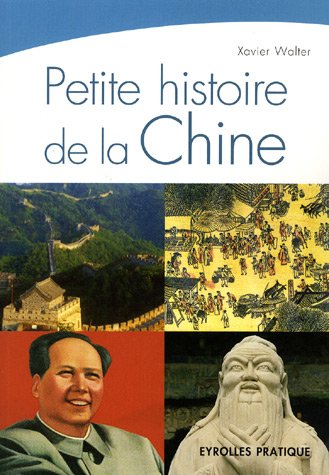 Xavier Walter
Petite histoire
de la Chine
EYROLLES PRATIQUE